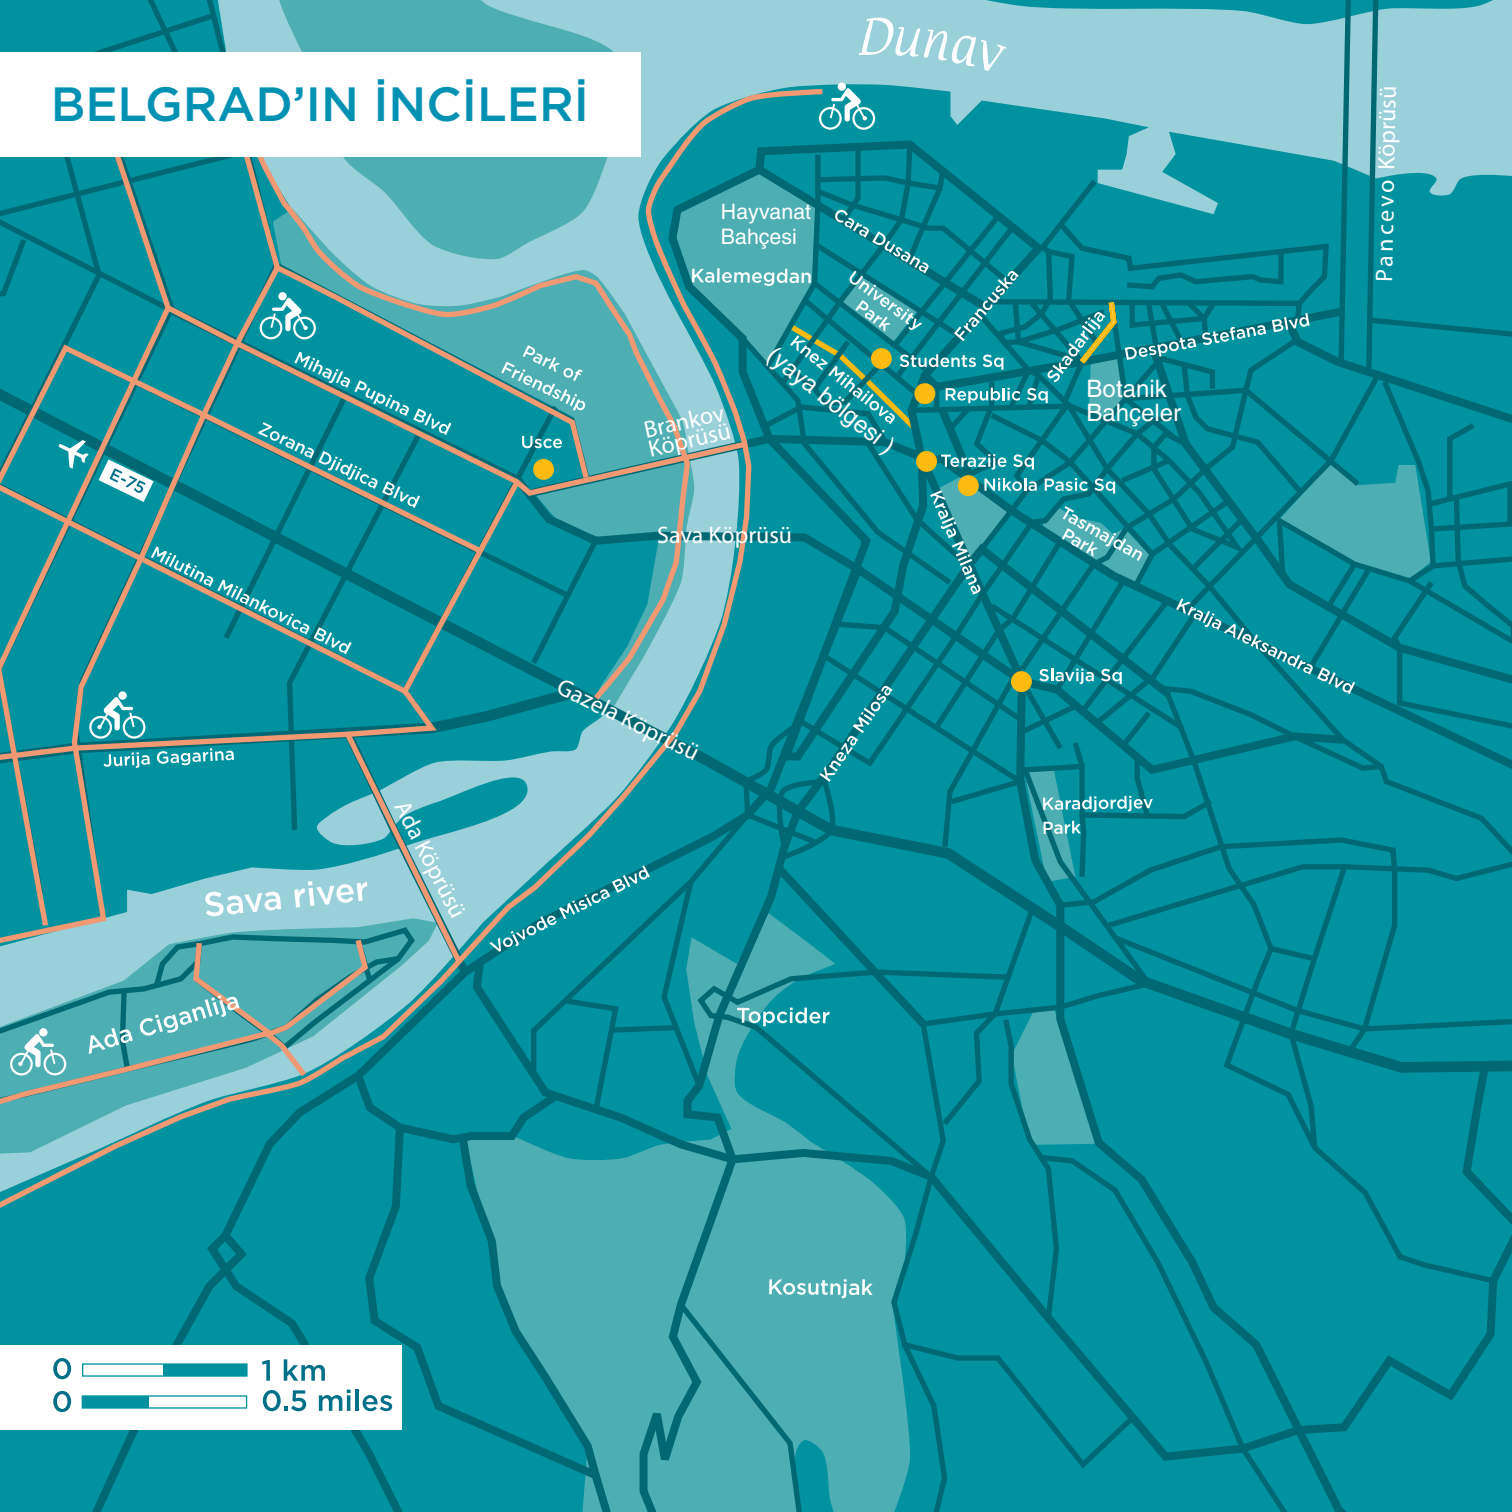 BELGRAD’IN İNCİLERİ
Dunav
Pancevo Köprüsü
Hayvanat
Bahçesi
Kalemegdan
Cara Dusana
University
Park
Francuska
Skadarlija
Despota Stefana Blvd
Knez Mihailova
(yaya bölgesi )
Students Sq
Republic Sq
Botanik
Bahçeler
Terazije Sq
Nikola Pasic Sq
Tasmajdan
Park
Kralja Milana
Kralja Aleksandra Blvd
Slavija Sq
Kneza Milosa
Karadjordjev
Park
Park of
Friendship
Mihajla Pupina Blvd
Usce
Brankov
Köprüsü
Zorana Djidjica Blvd
E-75
Sava Köprüsü
Milutina Milankovica Blvd
Gazela Köprüsü
Jurija Gagarina
Ada Köprüsü
Sava river
Vojvode Misica Blvd
Ada Ciganlija
Topcider
Kosutnjak
0 1 km
0 0.5 miles